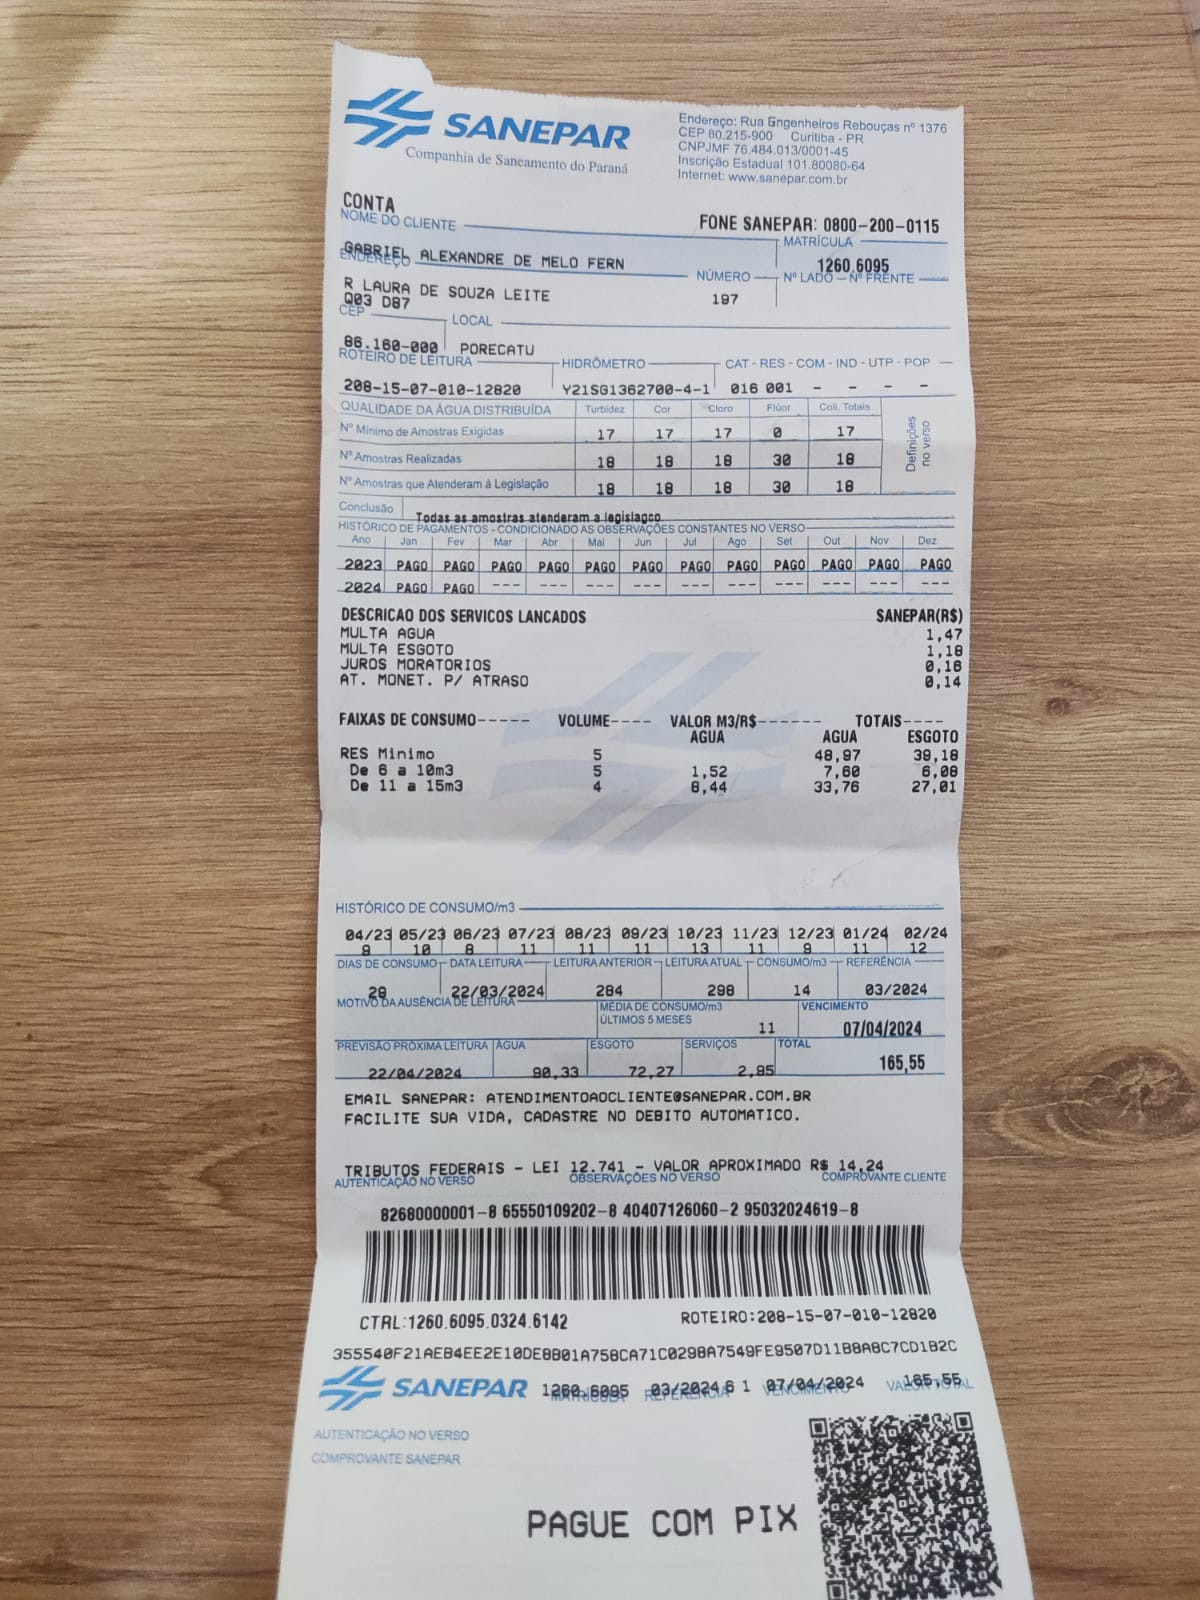 SANEPAR
Companhia de Saneamento do Paraná
Endereço: Rua Engenheiros Rebouças nº 1376
CEP 80.215-900 Curitiba - PR
CNPJMF 76.484.013/0001-45
Inscrição Estadual 101.80080-64
Internet: www.sanepar.com.br
CONTA
FONE SANEPAR: 0800-200-0115
NOME DO CLIENTE MATRÍCULA
GABRIEL ALEXANDRE DE MELO FERN 1260.6095
ENDEREÇO NÚMERO Nº LADO - Nº FRENTE
R LAURA DE SOUZA LEITE 197
Q03 D87
CEP LOCAL
86.160-000 PORECATU
ROTEIRO DE LEITURA HIDRÔMETRO CAT - RES - COM - IND - UTP - POP
208-15-07-010-12820 Y21SG1362700-4-1 016 001 - - - -
QUALIDADE DA ÁGUA DISTRIBUÍDA Turbidez Cor Cloro Flúor Coli. Totais
Nº Mínimo de Amostras Exigidas 17 17 17 0 17
Nº Amostras Realizadas 18 18 18 30 18
Nº Amostras que Atenderam à Legislação 18 18 18 30 18
Definições no verso
Conclusão Todas as amostras atenderam a legislaçco
HISTÓRICO DE PAGAMENTOS - CONDICIONADO AS OBSERVAÇÕES CONSTANTES NO VERSO
Ano Jan Fev Mar Abr Mai Jun Jul Ago Set Out Nov Dez
2023 PAGO PAGO PAGO PAGO PAGO PAGO PAGO PAGO PAGO PAGO PAGO PAGO
2024 PAGO PAGO --- --- --- --- --- --- --- --- --- ---
DESCRICAO DOS SERVICOS LANCADOS SANEPAR(R$)
MULTA AGUA 1,47
MULTA ESGOTO 1,18
JUROS MORATORIOS 0,16
AT. MONET. P/ ATRASO 0,14
FAIXAS DE CONSUMO----- VOLUME---- VALOR M3/R$------ TOTAIS----
AGUA AGUA ESGOTO
RES Minimo 5 48,97 39,18
De 6 a 10m3 5 1,52 7,60 6,08
De 11 a 15m3 4 8,44 33,76 27,01
HISTÓRICO DE CONSUMO/m3
04/23 05/23 06/23 07/23 08/23 09/23 10/23 11/23 12/23 01/24 02/24
9 10 8 11 11 11 13 11 9 11 12
DIAS DE CONSUMO DATA LEITURA LEITURA ANTERIOR LEITURA ATUAL CONSUMO/m3 REFERÊNCIA
29 22/03/2024 284 298 14 03/2024
MOTIVO DA AUSÊNCIA DE LEITURA MÉDIA DE CONSUMO/m3 VENCIMENTO
ÚLTIMOS 5 MESES 11 07/04/2024
PREVISÃO PRÓXIMA LEITURA ÁGUA ESGOTO SERVIÇOS TOTAL
22/04/2024 90,33 72,27 2,95 165,55
EMAIL SANEPAR: ATENDIMENTOAOCLIENTE@SANEPAR.COM.BR
FACILITE SUA VIDA, CADASTRE NO DEBITO AUTOMATICO.
TRIBUTOS FEDERAIS - LEI 12.741 - VALOR APROXIMADO R$ 14,24
AUTENTICAÇÃO NO VERSO OBSERVAÇÕES NO VERSO COMPROVANTE CLIENTE
82680000001-8 65550109202-8 40407126060-2 95032024619-8
CTRL:1260.6095.0324.6142 ROTEIRO:208-15-07-010-12820
355540F21AEB4EE2E10DE8B01A758CA71C0298A7549FE9507D11B8A8C7CD1B2C
SANEPAR 1260.6095 03/2024 6 1 07/04/2024 165,55
MATRÍCULA REFERÊNCIA VENCIMENTO VALOR TOTAL
AUTENTICAÇÃO NO VERSO
COMPROVANTE SANEPAR
PAGUE COM PIX